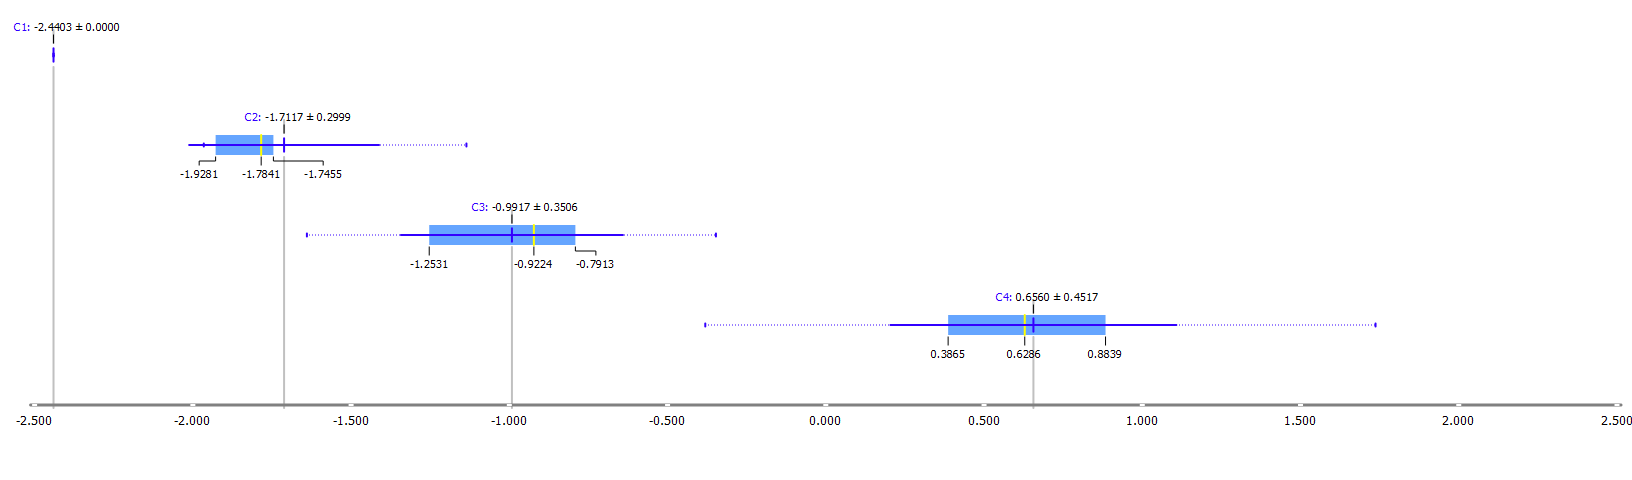 C1: -2.4403 ± 0.0000
C2: -1.7117 ± 0.2999
-1.9281 -1.7841 -1.7455
C3: -0.9917 ± 0.3506
-1.2531 -0.9224 -0.7913
C4: 0.6560 ± 0.4517
0.3865 0.6286 0.8839
-2.500 -2.000 -1.500 -1.000 -0.500 0.000 0.500 1.000 1.500 2.000 2.500